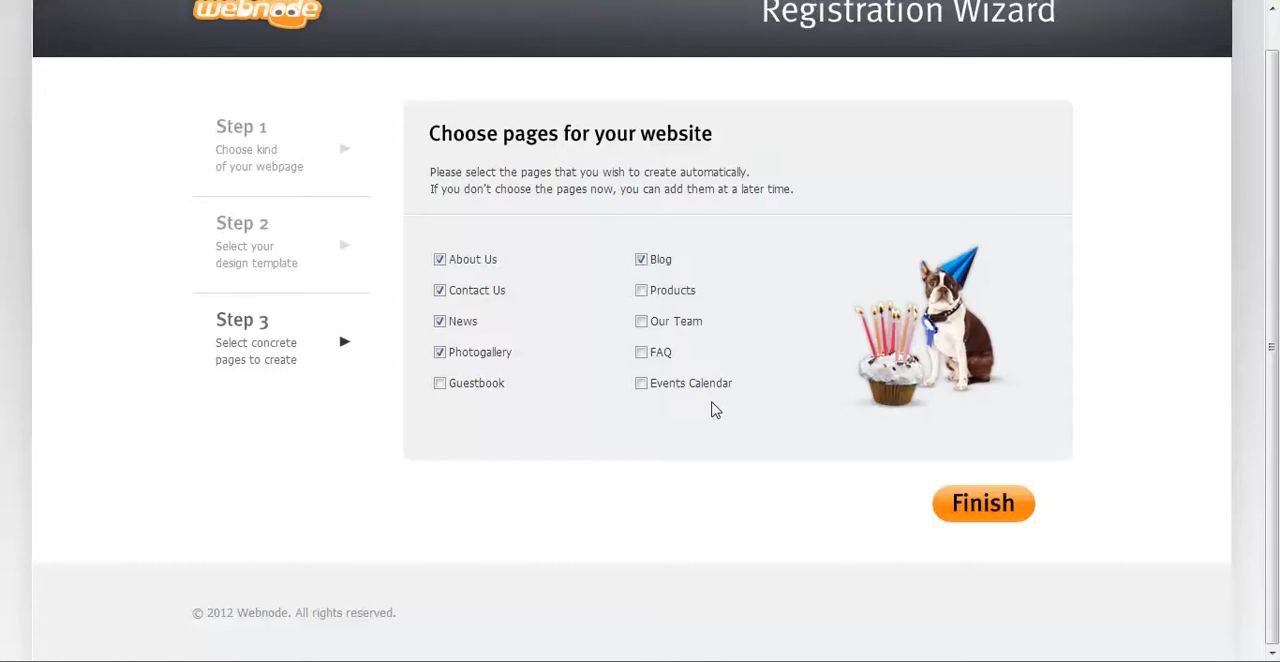 webnode
Registration Wizard
Step 1
Choose kind
of your webpage
Step 2
Select your
design template
Step 3
Select concrete
pages to create
Choose pages for your website
Please select the pages that you wish to create automatically.
If you don't choose the pages now, you can add them at a later time.
About Us
Blog
Contact Us
Products
News
Our Team
Photogallery
FAQ
Guestbook
Events Calendar
Finish
© 2012 Webnode. All rights reserved.